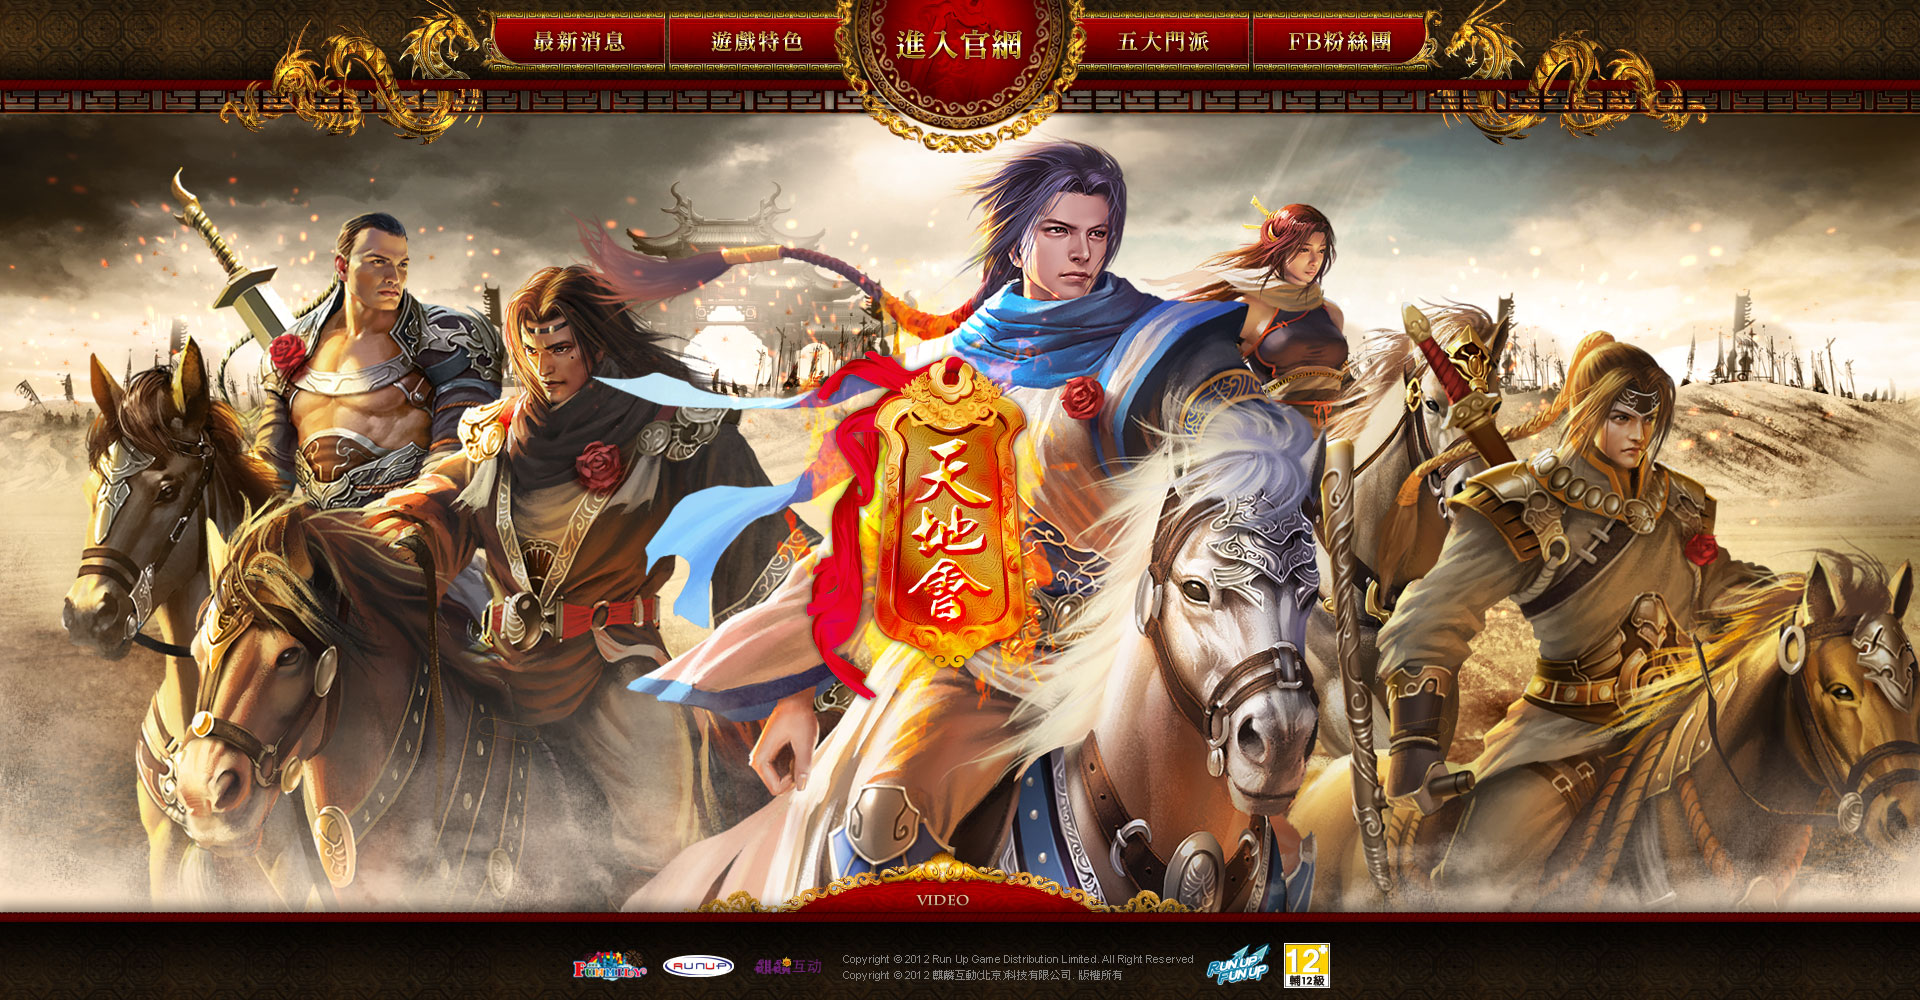 最新消息
遊戲特色
進入官網
五大門派
FB粉絲團
天地會
VIDEO
FUNMILY
RUNUP
互动
Copyright © 2012 Run Up Game Distribution Limited. All Right Reserved
Copyright © 2012 麒麟互動(北京)科技有限公司. 版權所有
RUN UP
FUN UP
12+
輔12級